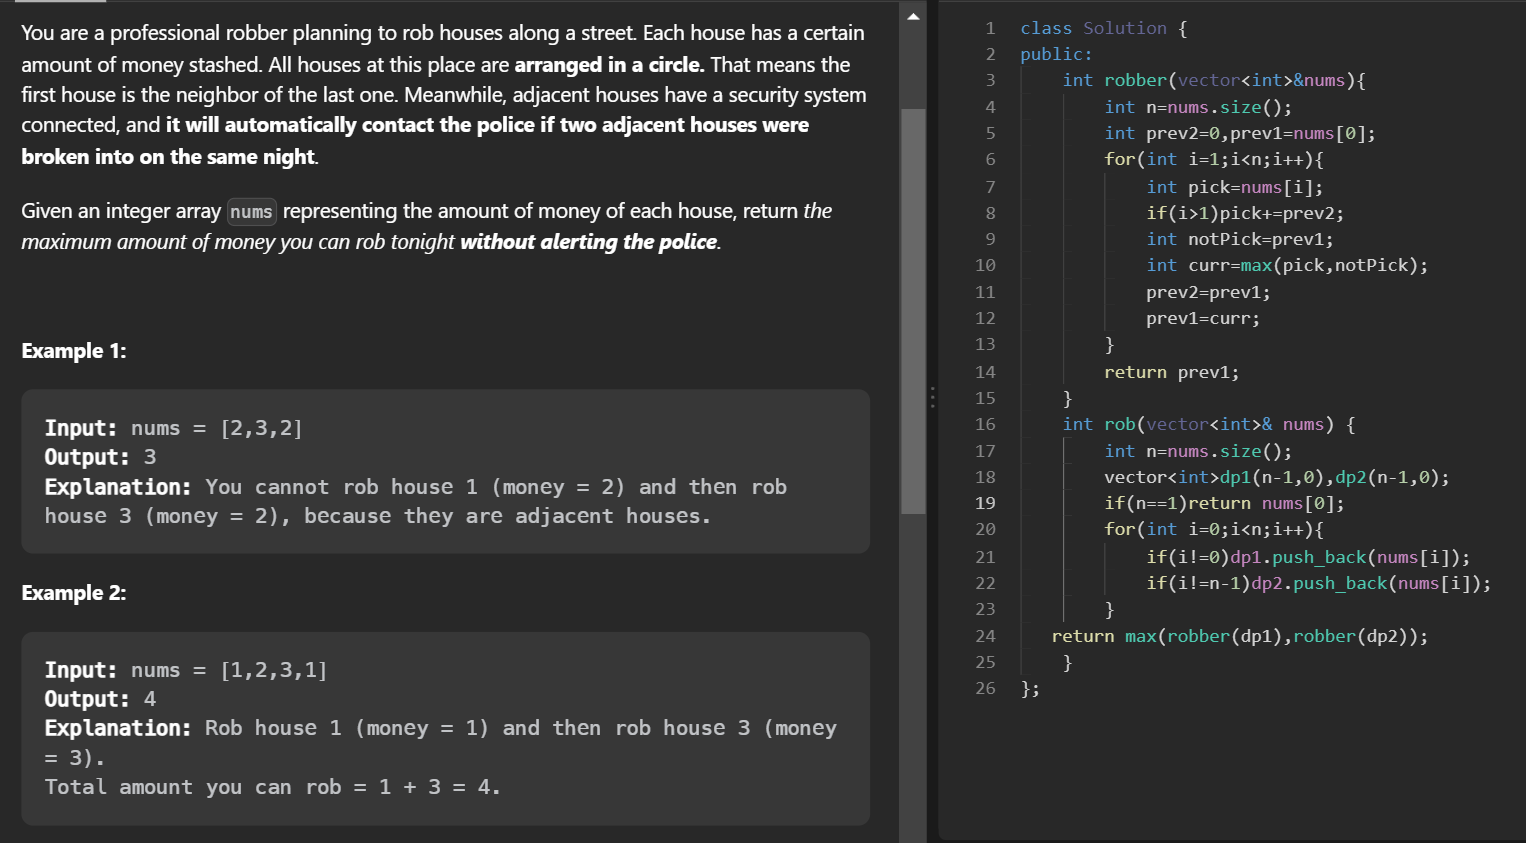 You are a professional robber planning to rob houses along a street. Each house has a certain
amount of money stashed. All houses at this place are arranged in a circle. That means the
first house is the neighbor of the last one. Meanwhile, adjacent houses have a security system
connected, and it will automatically contact the police if two adjacent houses were
broken into on the same night.
Given an integer array nums representing the amount of money of each house, return the
maximum amount of money you can rob tonight without alerting the police.
Example 1:
Input: nums = [2,3,2]
Output: 3
Explanation: You cannot rob house 1 (money = 2) and then rob
house 3 (money = 2), because they are adjacent houses.
Example 2:
Input: nums = [1,2,3,1]
Output: 4
Explanation: Rob house 1 (money = 1) and then rob house 3 (money
= 3).
Total amount you can rob = 1 + 3 = 4.
1 class Solution {
2 public:
3 int robber(vector<int>&nums){
4 int n=nums.size();
5 int prev2=0,prev1=nums[0];
6 for(int i=1;i<n;i++){
7 int pick=nums[i];
8 if(i>1)pick+=prev2;
9 int notPick=prev1;
10 int curr=max(pick,notPick);
11 prev2=prev1;
12 prev1=curr;
13 }
14 return prev1;
15 }
16 int rob(vector<int>& nums) {
17 int n=nums.size();
18 vector<int>dp1(n-1,0),dp2(n-1,0);
19 if(n==1)return nums[0];
20 for(int i=0;i<n;i++){
21 if(i!=0)dp1.push_back(nums[i]);
22 if(i!=n-1)dp2.push_back(nums[i]);
23 }
24 return max(robber(dp1),robber(dp2));
25 }
26 };